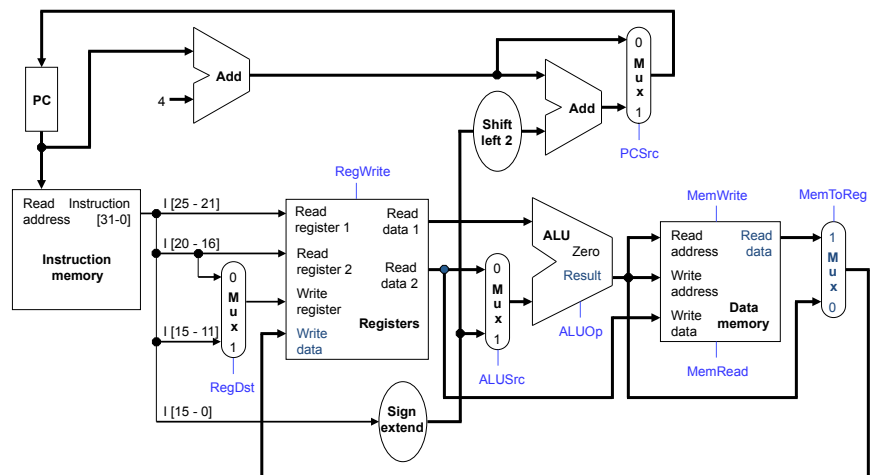 0
M
u
x
1
Add
PC
4
Add
Shift
left 2
PCSrc
RegWrite
Read Instruction
address [31-0]
Instruction
memory
I [25 - 21]
I [20 - 16]
I [15 - 11]
I [15 - 0]
0
M
u
x
1
RegDst
Read
register 1
Read
data 1
Read
register 2
Read
data 2
Write
register
Registers
Write
data
Sign
extend
0
M
u
x
1
ALUSrc
ALU
Zero
Result
ALUOp
MemWrite
Read
address
Read
data
Write
address
Write
data
Data
memory
MemRead
MemToReg
1
M
u
x
0